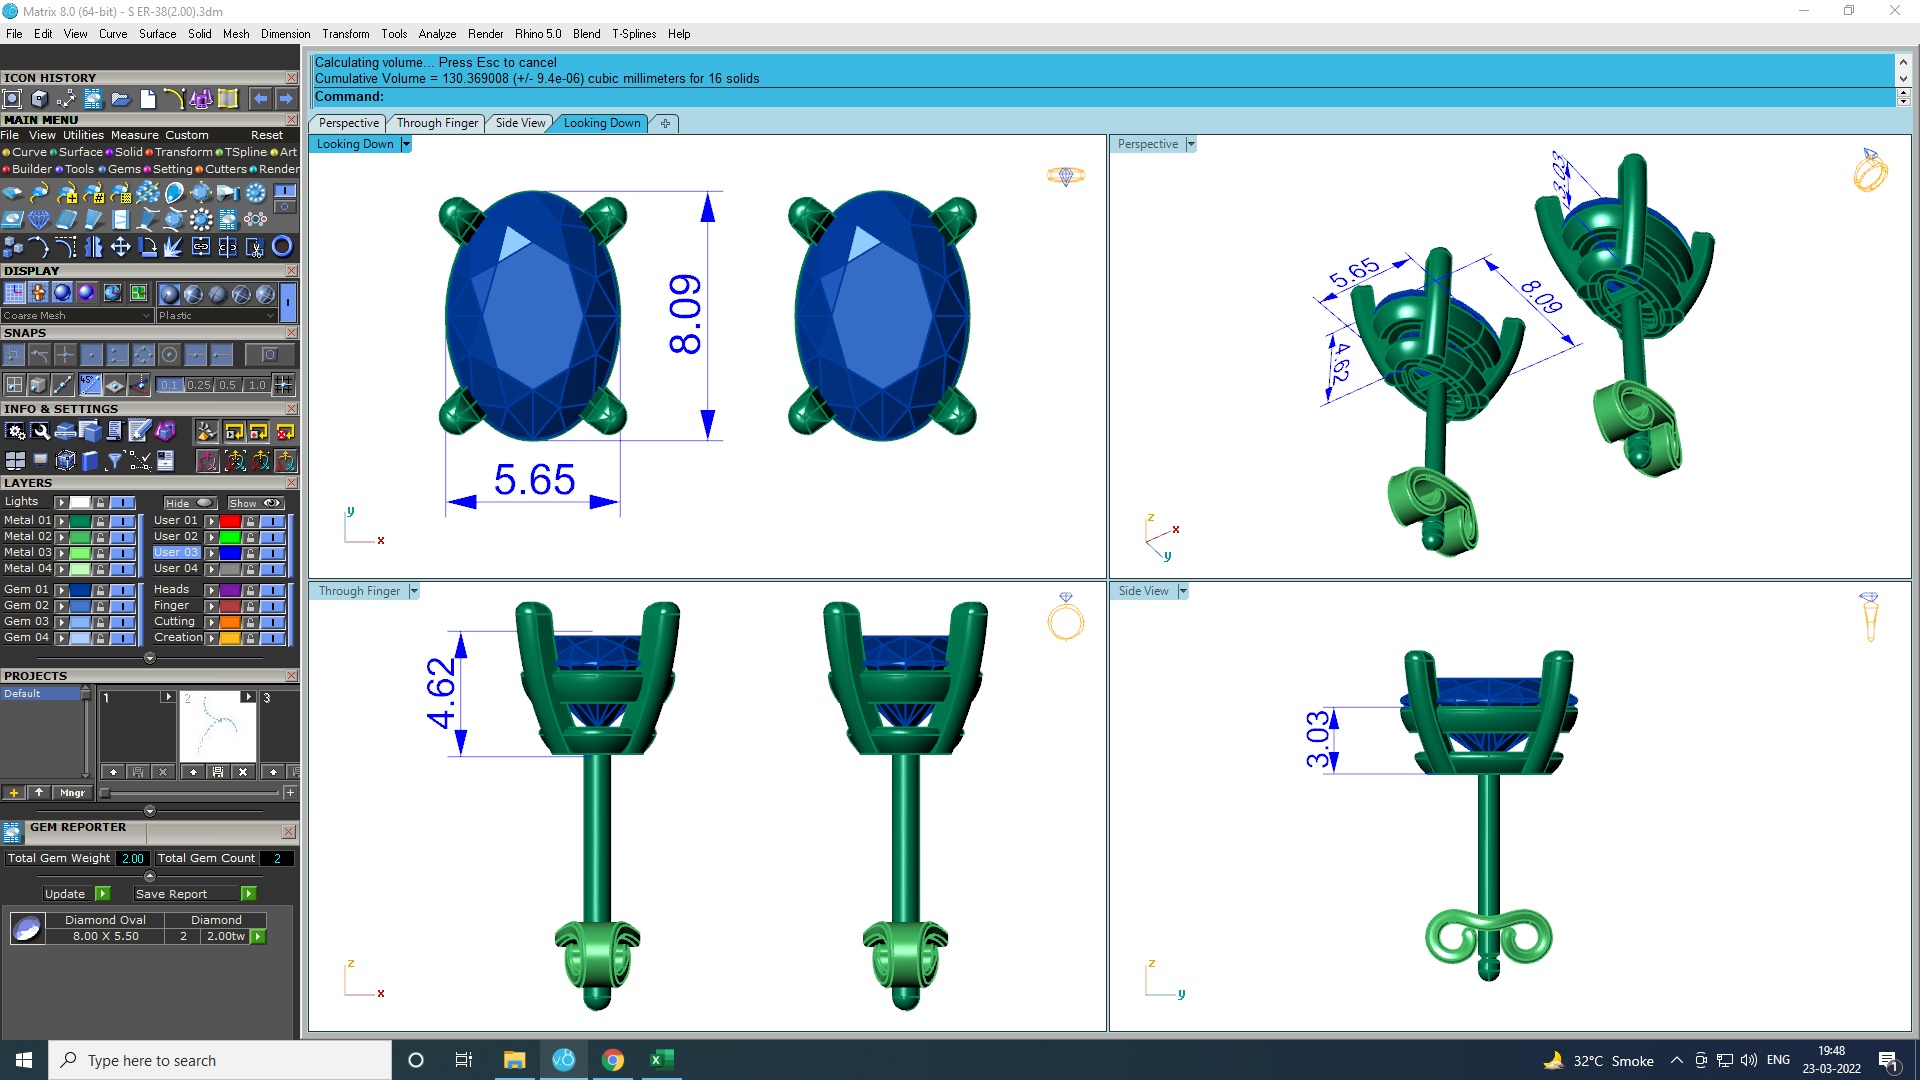 Matrix 8.0 (64-bit) - S ER-38(2.00).3dm
File Edit View Curve Surface Solid Mesh Dimension Transform Tools Analyze Render Rhino 5.0 Blend T-Splines Help
ICON HISTORY
MAIN MENU
File View Utilities Measure Custom Reset
Curve Surface Solid Transform TSpline Art
Builder Tools Gems Setting Cutters Render
DISPLAY
Coarse Mesh Plastic
SNAPS
0.1 0.25 0.5 1.0
INFO & SETTINGS
LAYERS
Lights Hide Show
Metal 01 User 01
Metal 02 User 02
Metal 03 User 03
Metal 04 User 04
Gem 01 Heads
Gem 02 Finger
Gem 03 Cutting
Gem 04 Creation
PROJECTS
Default 1 2 3
Mngr
GEM REPORTER
Total Gem Weight 2.00 Total Gem Count 2
Update Save Report
Diamond Oval Diamond
8.00 X 5.50 2 2.00tw
Calculating volume... Press Esc to cancel
Cumulative Volume = 130.369008 (+/- 9.4e-06) cubic millimeters for 16 solids
Command:
Perspective Through Finger Side View Looking Down
Looking Down
8.09
5.65
y
x
Perspective
3.03
5.65
8.09
4.62
z
x
y
Through Finger
4.62
z
x
Side View
3.03
z
y
Type here to search
32°C Smoke ENG
19:48
23-03-2022
1